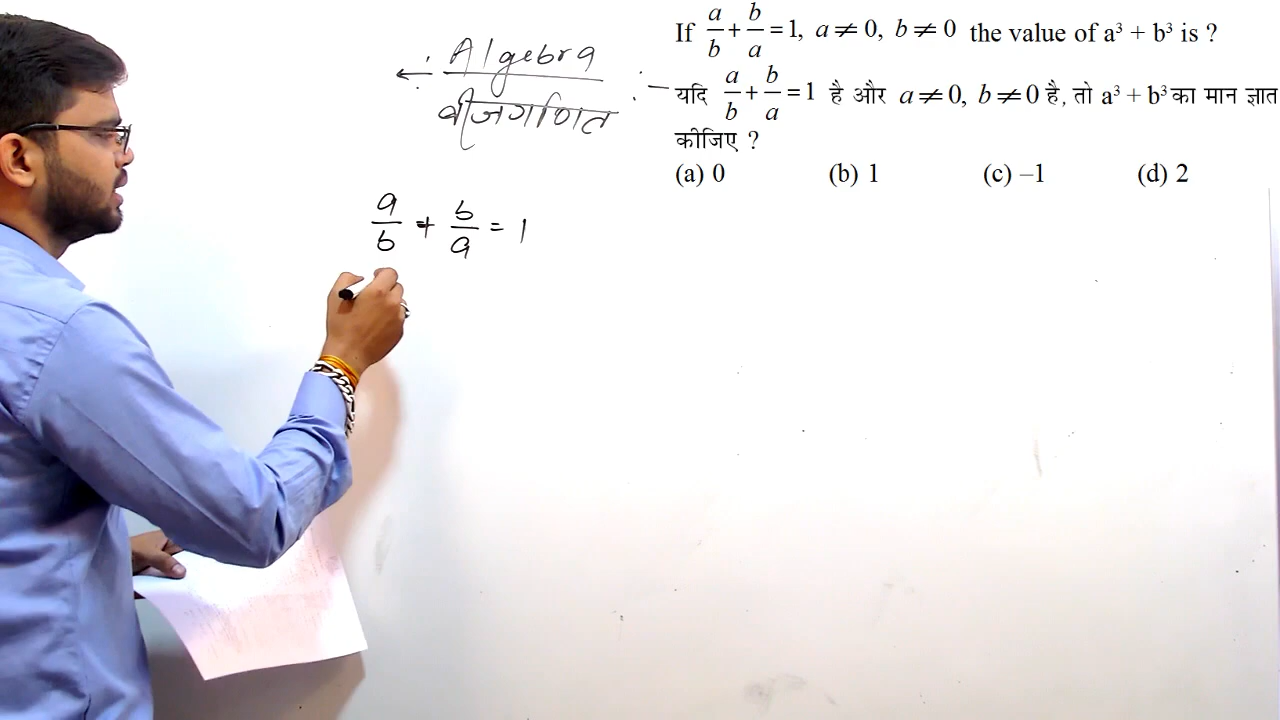 ∴ Algebra :-
बीजगणित
a/b + b/a = 1
If a/b + b/a = 1, a ≠ 0, b ≠ 0 the value of a³ + b³ is ?
यदि a/b + b/a = 1 है और a ≠ 0, b ≠ 0 है, तो a³ + b³ का मान ज्ञात
कीजिए ?
(a) 0 (b) 1 (c) –1 (d) 2